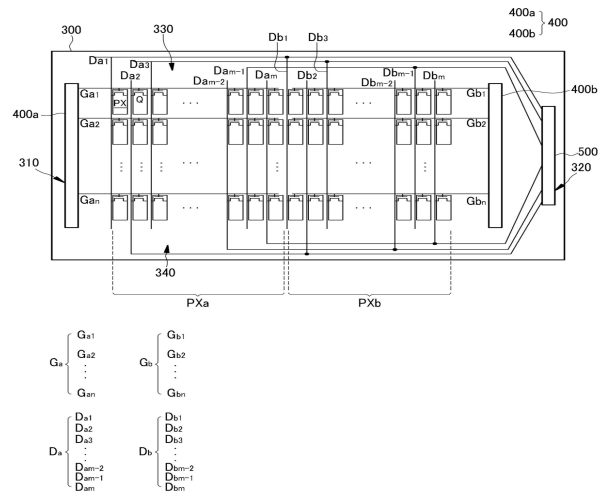 400a
400b } 400
300
330
Db1
Db3
Da1
Da3
Da2
Dam-1
Dam-2
Dam
Db2
Dbm-1
Dbm-2
Dbm
400a
400b
Ga1
PX
Q
. . .
. . .
Gb1
Ga2
Gb2
500
310
320
Gan
. . .
. . .
Gbn
340
PXa
PXb
Ga { Ga1
Ga2
Gan
Gb { Gb1
Gb2
Gbn
Da { Da1
Da2
Da3
Dam-2
Dam-1
Dam
Db { Db1
Db2
Db3
Dbm-2
Dbm-1
Dbm